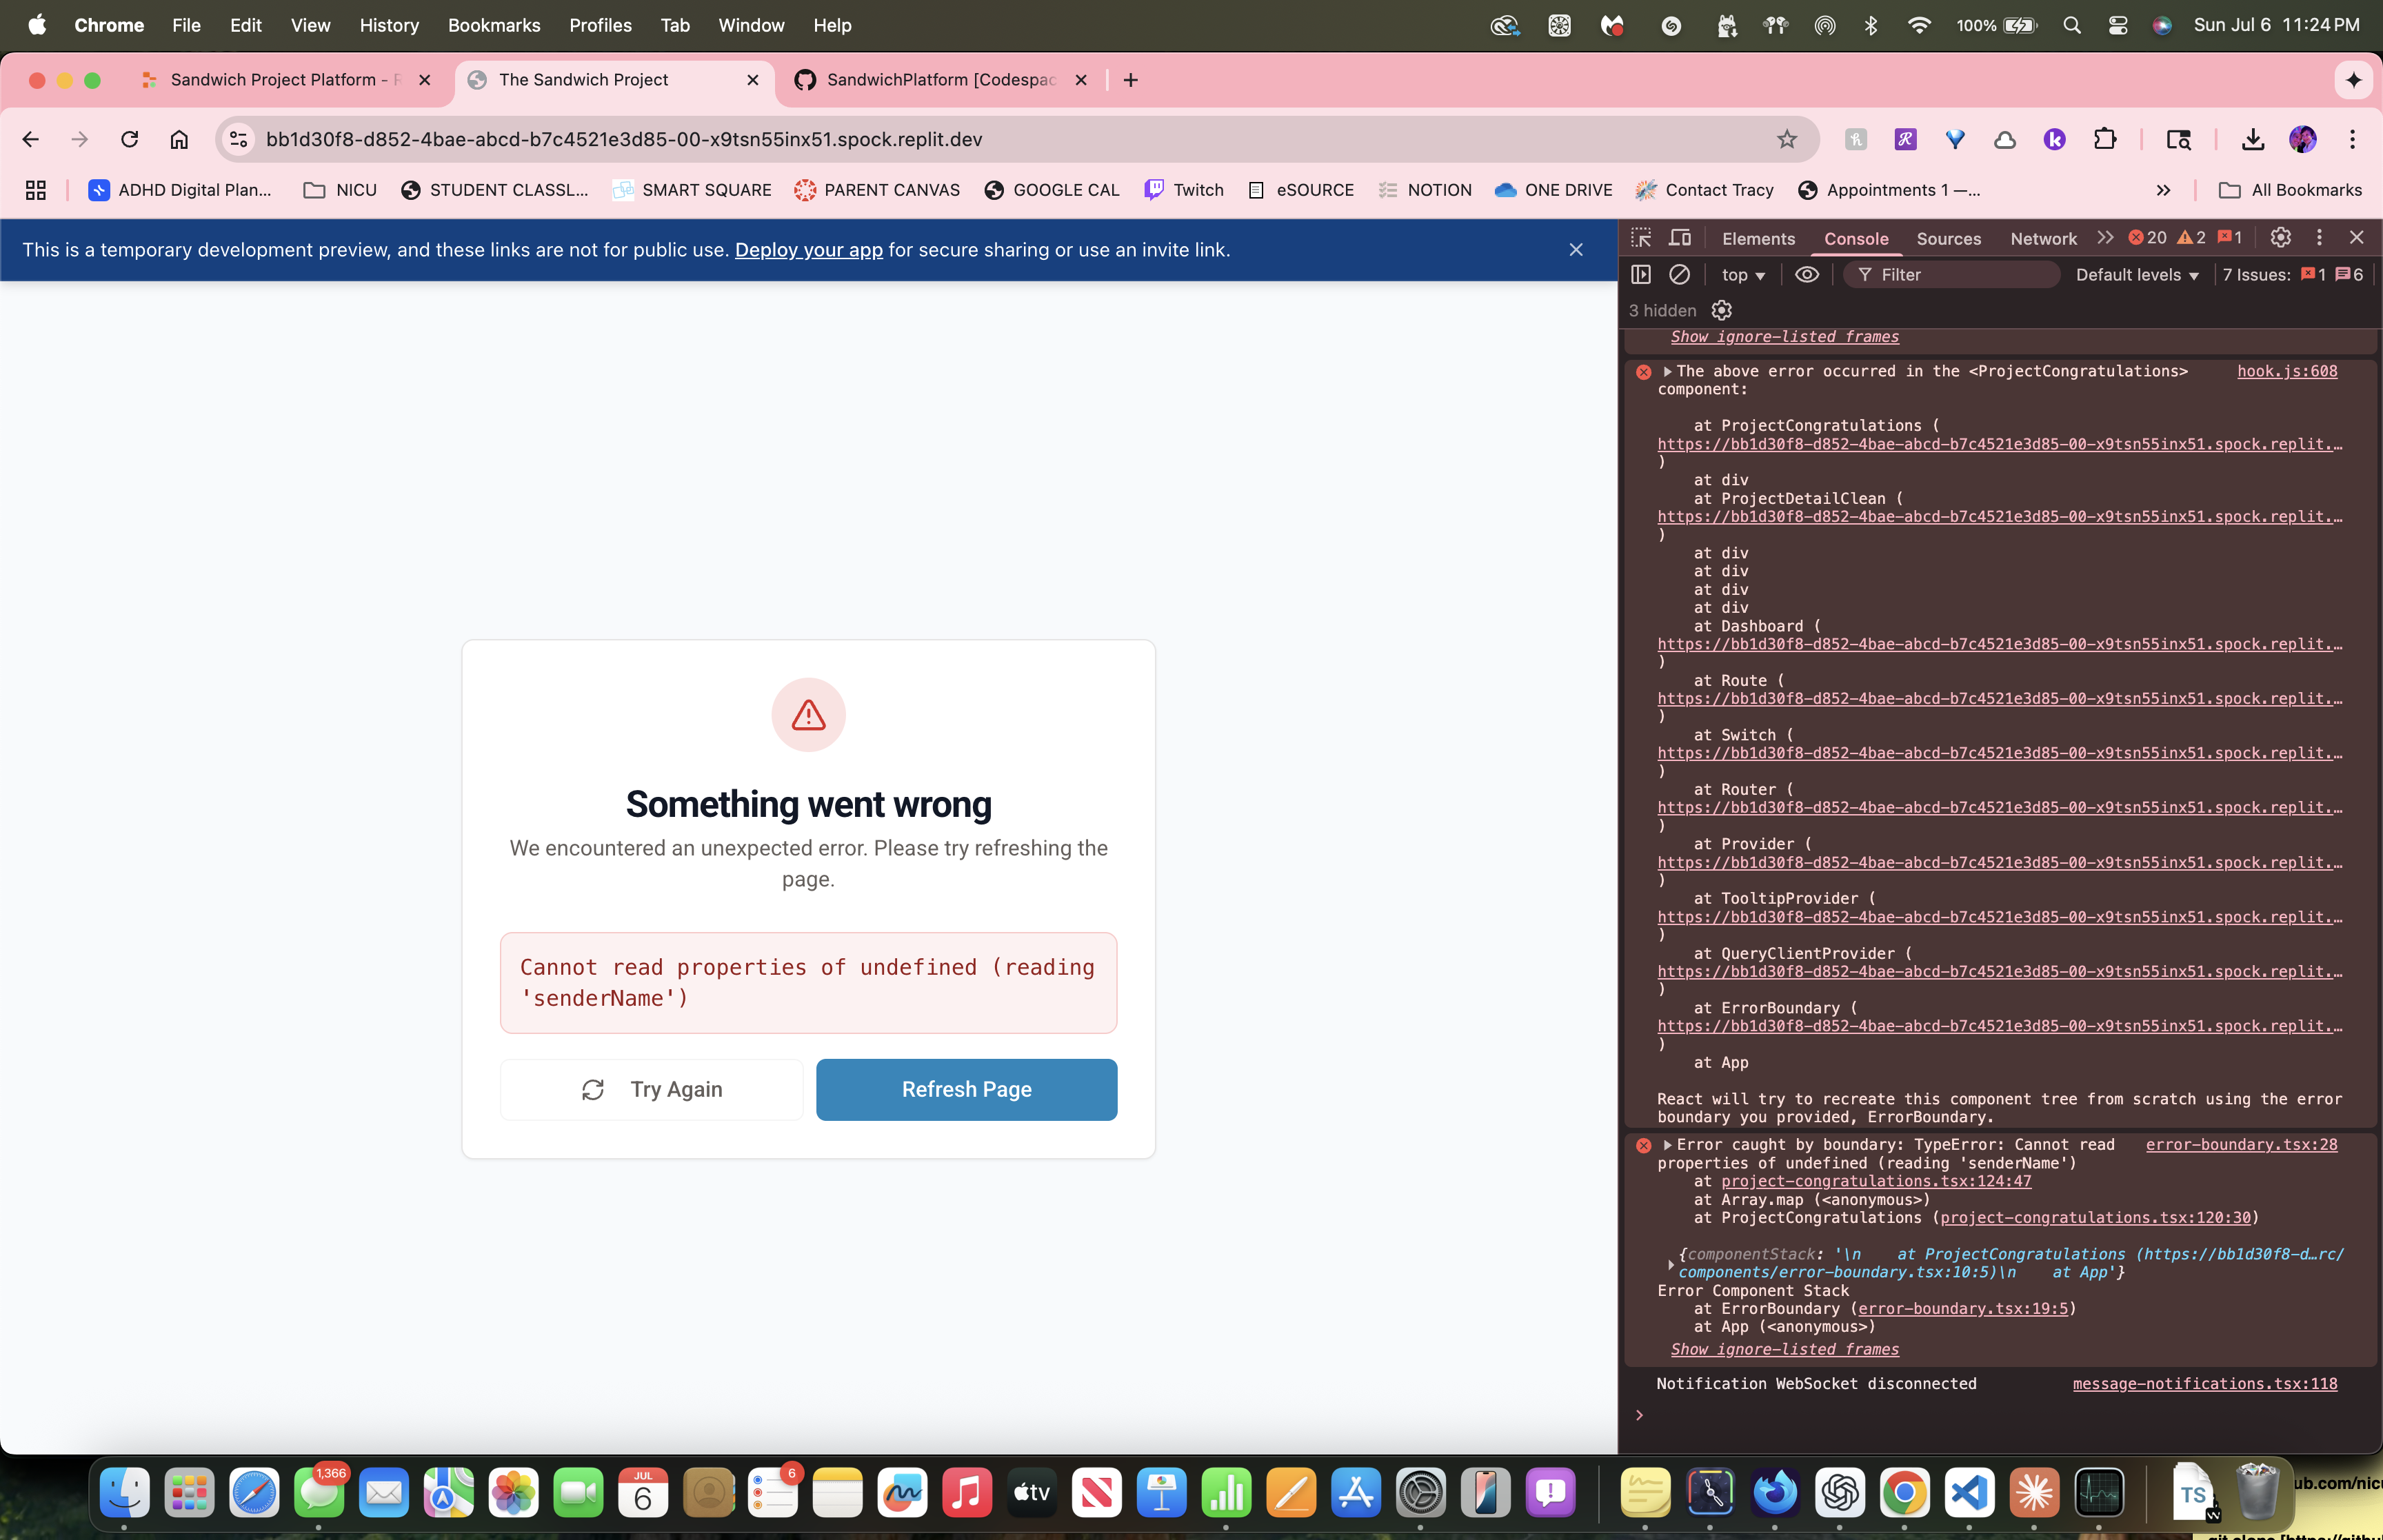 Chrome File Edit View History Bookmarks Profiles Tab Window Help 100% Sun Jul 6 11:24 PM
Sandwich Project Platform - R The Sandwich Project SandwichPlatform [Codespac
bb1d30f8-d852-4bae-abcd-b7c4521e3d85-00-x9tsn55inx51.spock.replit.dev
ADHD Digital Plan... NICU STUDENT CLASSL... SMART SQUARE PARENT CANVAS GOOGLE CAL Twitch eSOURCE NOTION ONE DRIVE Contact Tracy Appointments 1 —... All Bookmarks
This is a temporary development preview, and these links are not for public use. Deploy your app for secure sharing or use an invite link.
Something went wrong
We encountered an unexpected error. Please try refreshing the
page.
Cannot read properties of undefined (reading
'senderName')
Try Again Refresh Page
Elements Console Sources Network 20 2 1
top Filter Default levels 7 Issues: 1 6
3 hidden
Show ignore-listed frames
The above error occurred in the <ProjectCongratulations> hook.js:608
component:
at ProjectCongratulations (
https://bb1d30f8-d852-4bae-abcd-b7c4521e3d85-00-x9tsn55inx51.spock.replit.…
)
at div
at ProjectDetailClean (
https://bb1d30f8-d852-4bae-abcd-b7c4521e3d85-00-x9tsn55inx51.spock.replit.…
)
at div
at div
at div
at div
at Dashboard (
https://bb1d30f8-d852-4bae-abcd-b7c4521e3d85-00-x9tsn55inx51.spock.replit.…
)
at Route (
https://bb1d30f8-d852-4bae-abcd-b7c4521e3d85-00-x9tsn55inx51.spock.replit.…
)
at Switch (
https://bb1d30f8-d852-4bae-abcd-b7c4521e3d85-00-x9tsn55inx51.spock.replit.…
)
at Router (
https://bb1d30f8-d852-4bae-abcd-b7c4521e3d85-00-x9tsn55inx51.spock.replit.…
)
at Provider (
https://bb1d30f8-d852-4bae-abcd-b7c4521e3d85-00-x9tsn55inx51.spock.replit.…
)
at TooltipProvider (
https://bb1d30f8-d852-4bae-abcd-b7c4521e3d85-00-x9tsn55inx51.spock.replit.…
)
at QueryClientProvider (
https://bb1d30f8-d852-4bae-abcd-b7c4521e3d85-00-x9tsn55inx51.spock.replit.…
)
at ErrorBoundary (
https://bb1d30f8-d852-4bae-abcd-b7c4521e3d85-00-x9tsn55inx51.spock.replit.…
)
at App
React will try to recreate this component tree from scratch using the error
boundary you provided, ErrorBoundary.
Error caught by boundary: TypeError: Cannot read error-boundary.tsx:28
properties of undefined (reading 'senderName')
at project-congratulations.tsx:124:47
at Array.map (<anonymous>)
at ProjectCongratulations (project-congratulations.tsx:120:30)
{componentStack: '\n at ProjectCongratulations (https://bb1d30f8-d…rc/
components/error-boundary.tsx:10:5)\n at App'}
Error Component Stack
at ErrorBoundary (error-boundary.tsx:19:5)
at App (<anonymous>)
Show ignore-listed frames
Notification WebSocket disconnected message-notifications.tsx:118
1,366 JUL 6 6 tv TS
ub.com/nicu